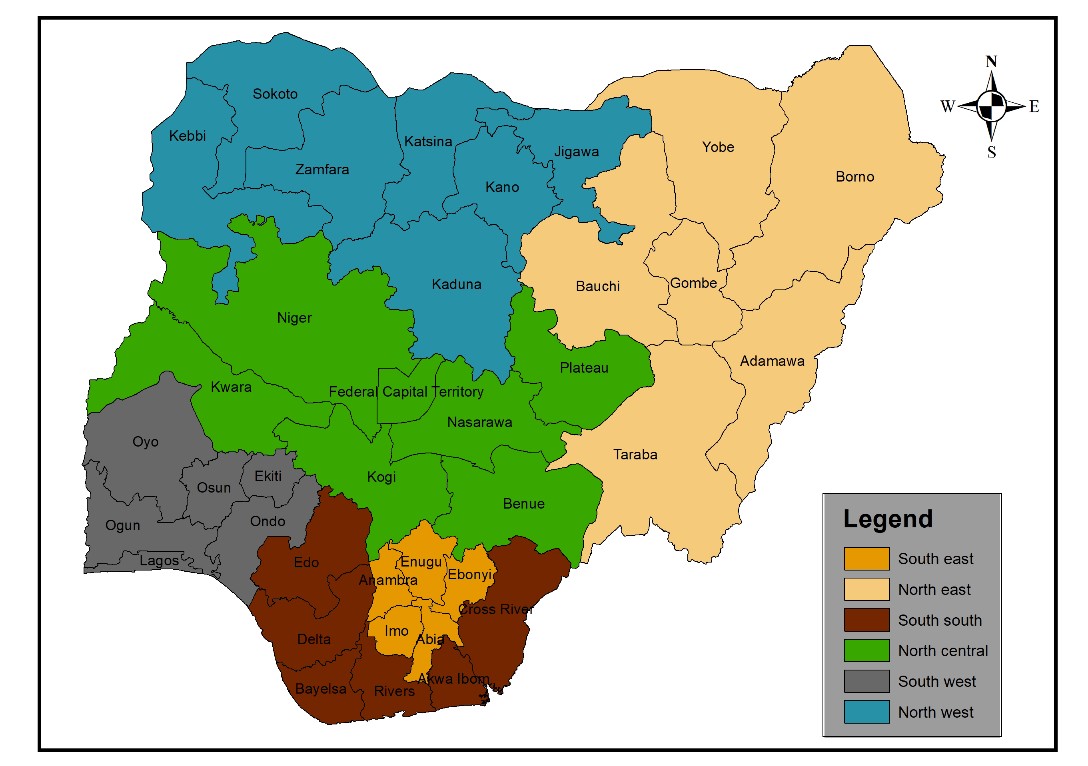 N
W E
S
Sokoto
Kebbi
Zamfara
Katsina
Kano
Jigawa
Yobe
Borno
Kaduna
Bauchi
Gombe
Niger
Plateau
Adamawa
Kwara
Federal Capital Territory
Nasarawa
Oyo
Taraba
Kogi
Benue
Osun
Ekiti
Ogun
Ondo
Lagos
Edo
Enugu
Anambra
Ebonyi
Cross River
Imo
Abia
Delta
Bayelsa
Rivers
Akwa Ibom
Legend
South east
North east
South south
North central
South west
North west